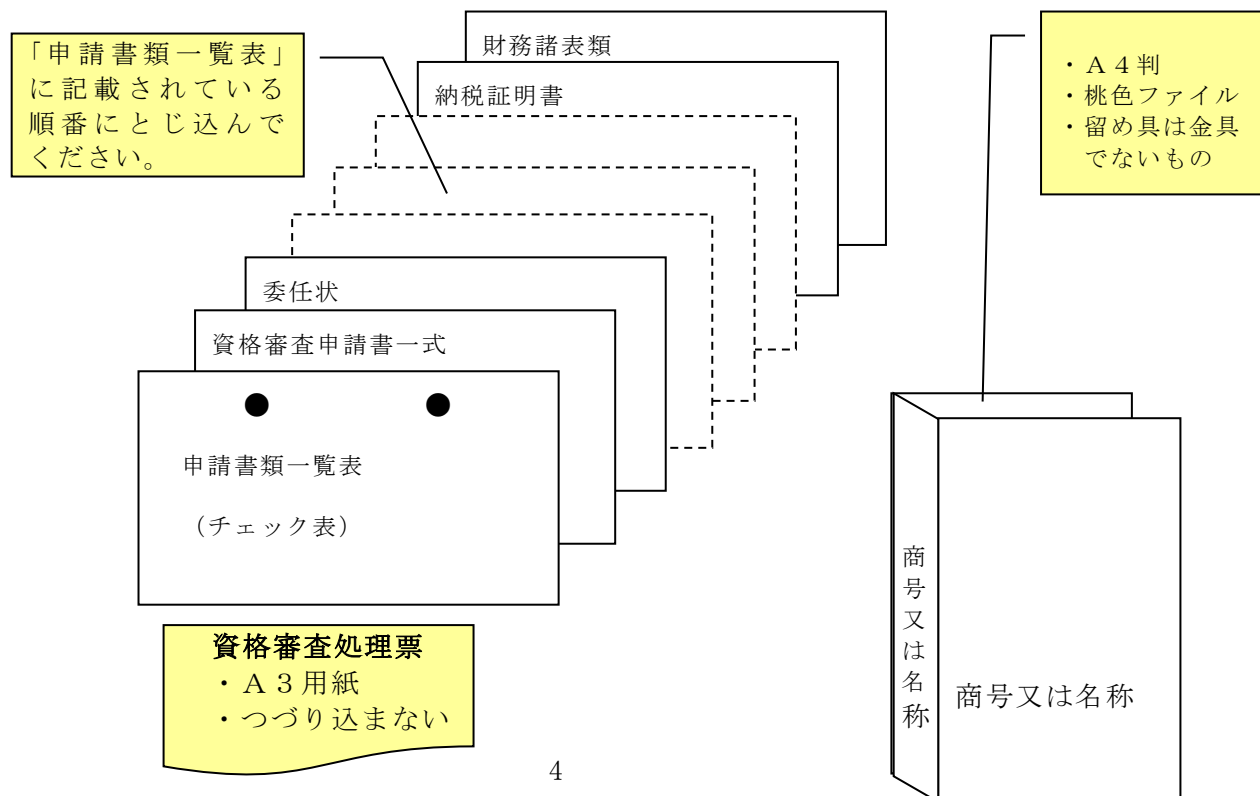 「申請書類一覧表」
に記載されている
順番にとじ込んで
ください。
財務諸表類
納税証明書
委任状
資格審査申請書一式
申請書類一覧表
（チェック表）
資格審査処理票
・Ａ３用紙
・つづり込まない
・Ａ４判
・桃色ファイル
・留め具は金具
でないもの
商号又は名称
商号又は名称
4